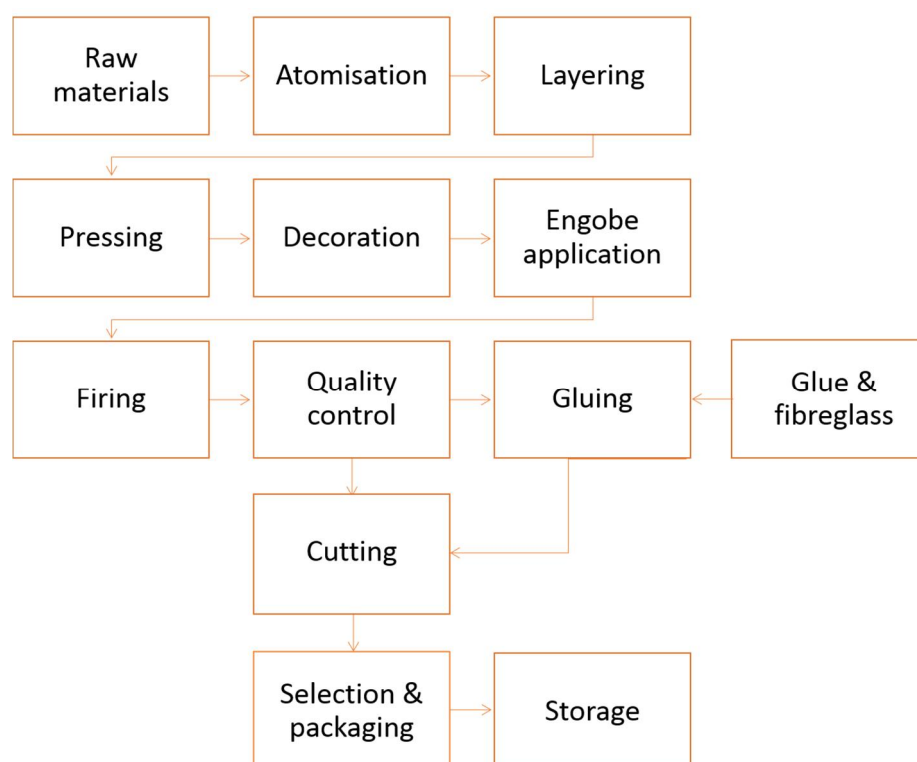 Raw
materials
Atomisation
Layering
Pressing
Decoration
Engobe
application
Firing
Quality
control
Gluing
Glue &
fibreglass
Cutting
Selection &
packaging
Storage